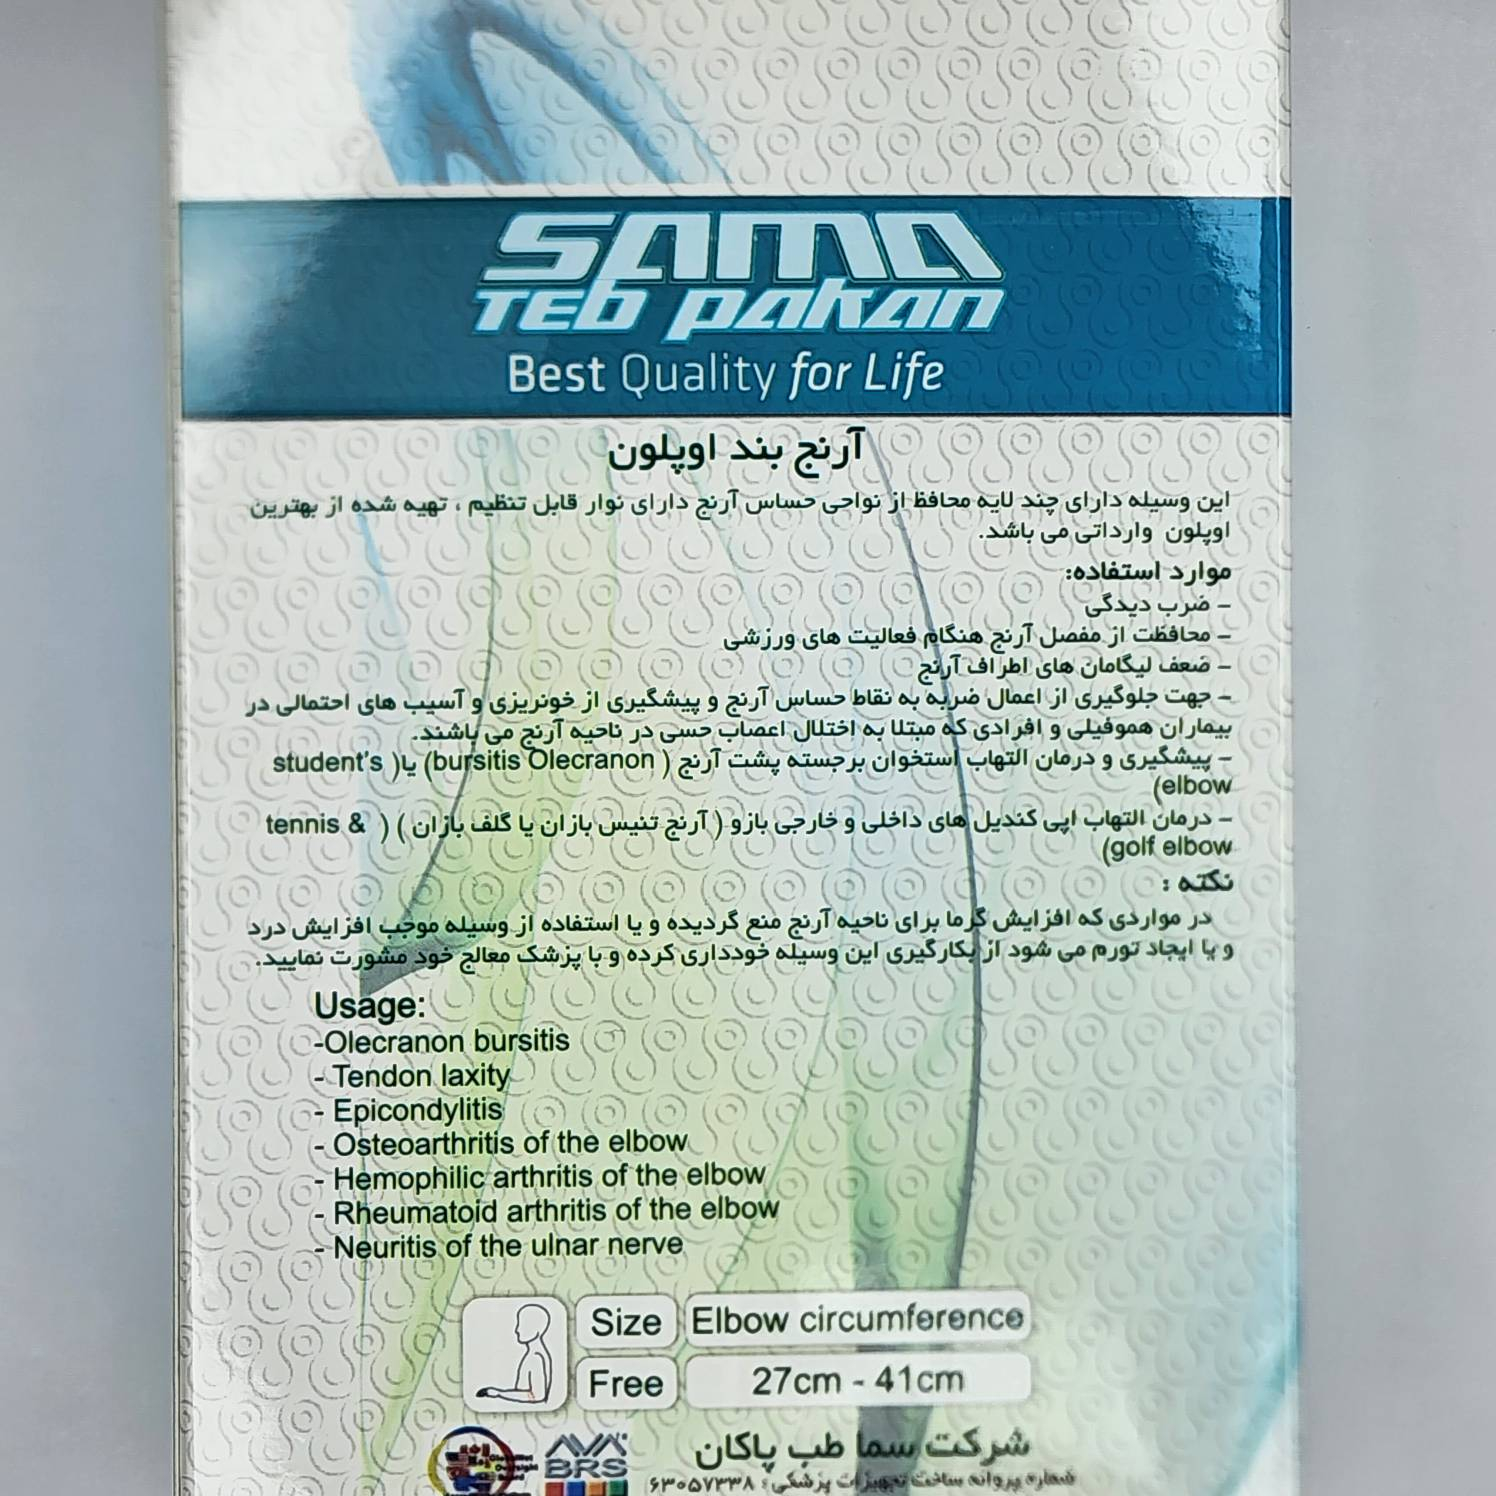 SAMA
TEB PAKAN
Best Quality for Life
آرنج بند اوپلون
این وسیله دارای چند لایه محافظ از نواحی حساس آرنج دارای نوار قابل تنظیم ، تهیه شده از بهترین
اوپلون وارداتی می باشد.
موارد استفاده:
- ضرب دیدگی
- محافظت از مفصل آرنج هنگام فعالیت های ورزشی
- ضعف لیگامان های اطراف آرنج
- جهت جلوگیری از اعمال ضربه به نقاط حساس آرنج و پیشگیری از خونریزی و آسیب های احتمالی در
بیماران هموفیلی و افرادی که مبتلا به اختلال اعصاب حسی در ناحیه آرنج می باشند.
- پیشگیری و درمان التهاب استخوان برجسته پشت آرنج ( bursitis Olecranon) یا( student's
elbow)
- درمان التهاب اپی کندیل های داخلی و خارجی بازو ( آرنج تنیس بازان یا گلف بازان ) ( tennis &
golf elbow)
نکته :
در مواردی که افزایش گرما برای ناحیه آرنج منع گردیده و یا استفاده از وسیله موجب افزایش درد
و یا ایجاد تورم می شود از بکارگیری این وسیله خودداری کرده و با پزشک معالج خود مشورت نمایید.
Usage:
-Olecranon bursitis
- Tendon laxity
- Epicondylitis
- Osteoarthritis of the elbow
- Hemophilic arthritis of the elbow
- Rheumatoid arthritis of the elbow
- Neuritis of the ulnar nerve
Size Elbow circumference
Free 27cm - 41cm
AVA
BRS
شرکت سما طب پاکان
شماره پروانه ساخت تجهیزات پزشکی: ۶۳۰۵۷۳۳۸